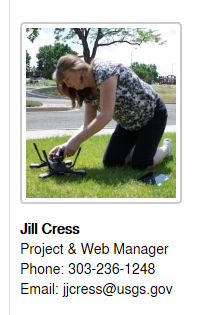 Jill Cress
Project & Web Manager
Phone: 303-236-1248
Email: jjcress@usgs.gov